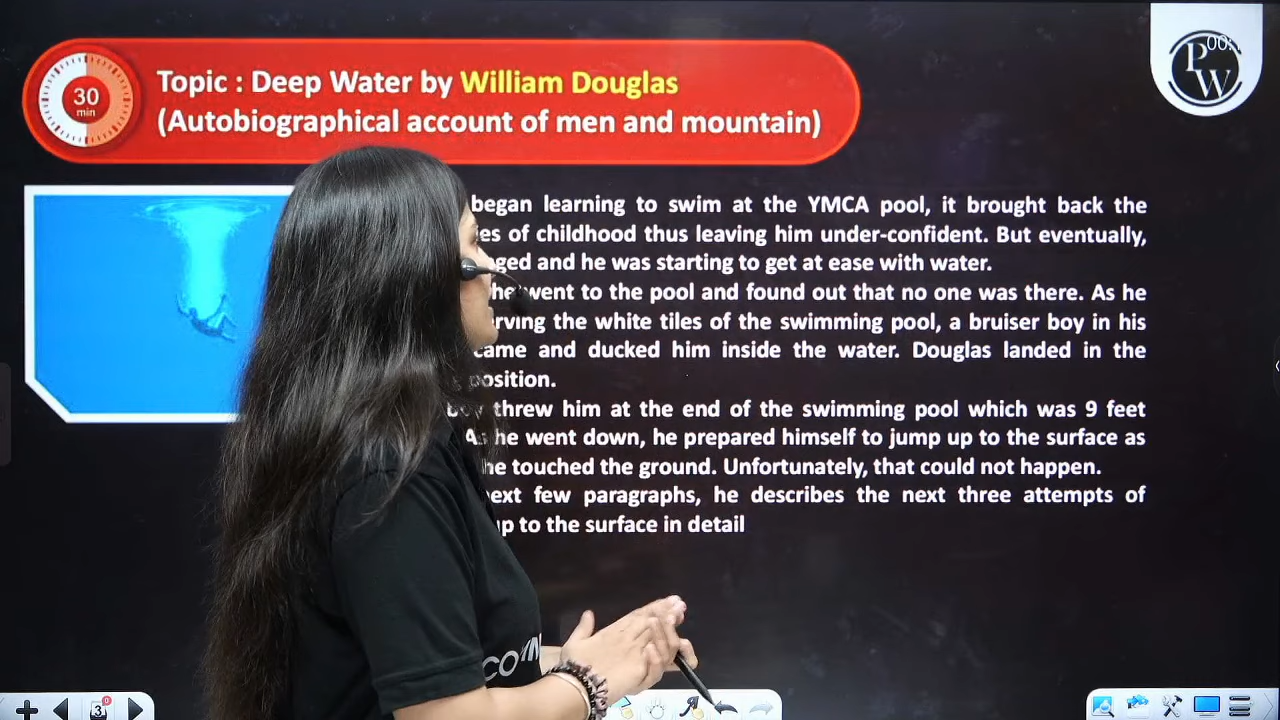 30
min
Topic : Deep Water by William Douglas
(Autobiographical account of men and mountain)
00:
P
W
began learning to swim at the YMCA pool, it brought back the
of childhood thus leaving him under-confident. But eventually,
and he was starting to get at ease with water.
he went to the pool and found out that no one was there. As he
the white tiles of the swimming pool, a bruiser boy in his
came and ducked him inside the water. Douglas landed in the
position.
boy threw him at the end of the swimming pool which was 9 feet
As he went down, he prepared himself to jump up to the surface as
he touched the ground. Unfortunately, that could not happen.
next few paragraphs, he describes the next three attempts of
up to the surface in detail
3